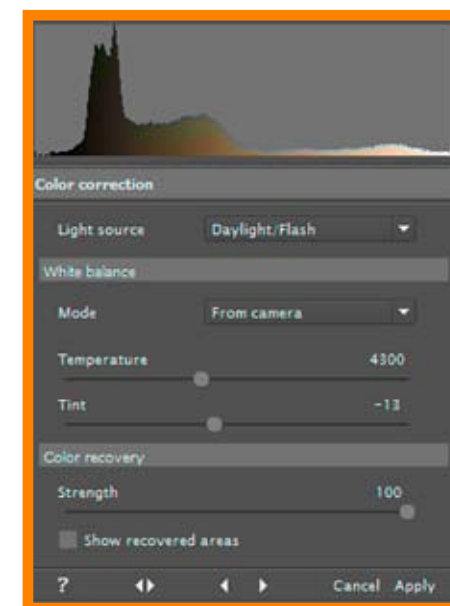 Color correction
Light source Daylight/Flash
White balance
Mode From camera
Temperature 4300
Tint -13
Color recovery
Strength 100
Show recovered areas
? Cancel Apply